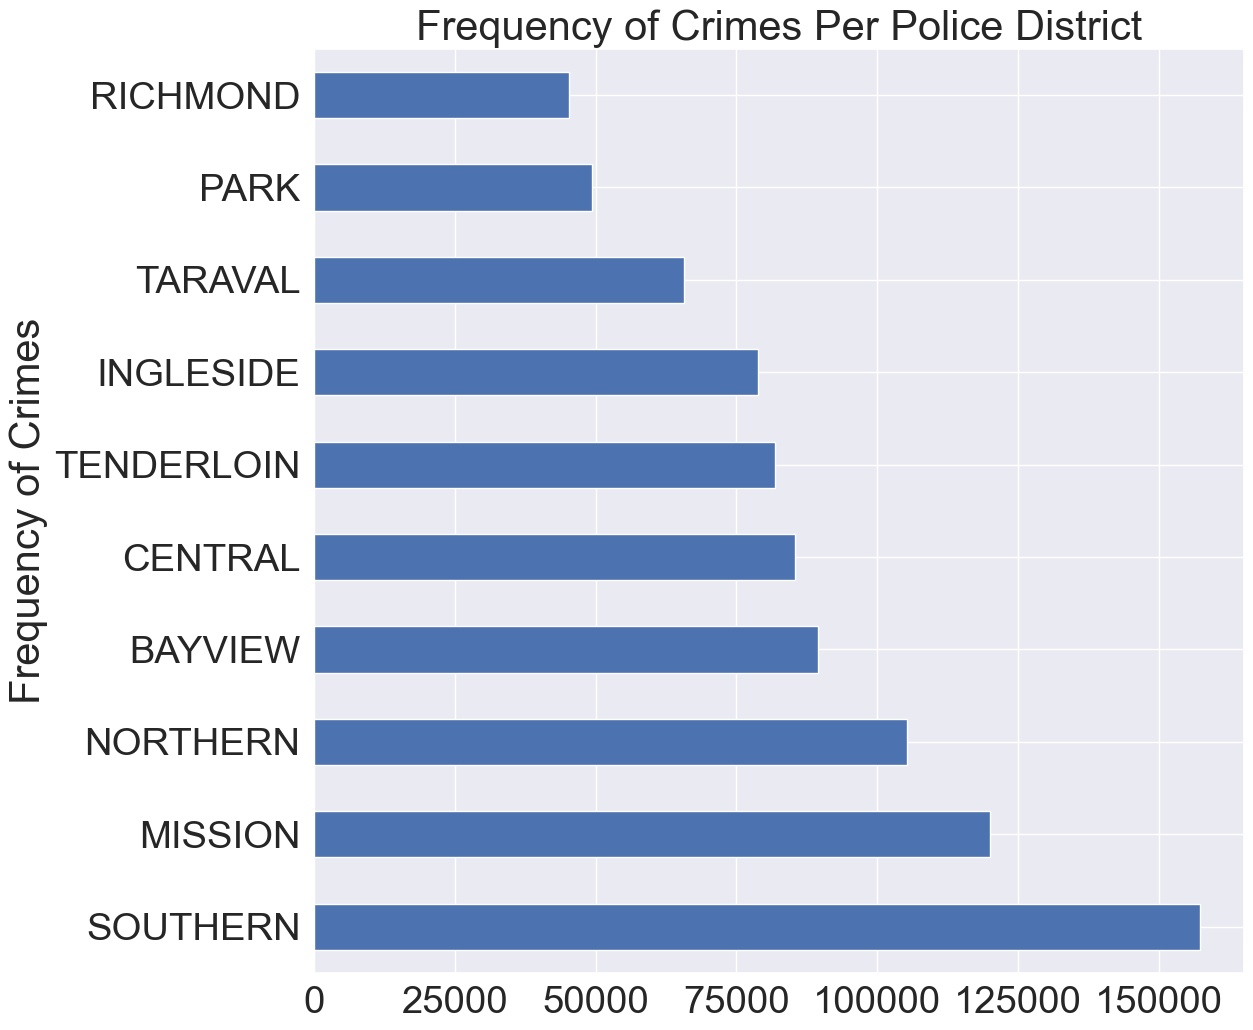 Frequency of Crimes Per Police District
RICHMOND
PARK
TARAVAL
INGLESIDE
TENDERLOIN
CENTRAL
BAYVIEW
NORTHERN
MISSION
SOUTHERN
Frequency of Crimes
0 25000 50000 75000 100000 125000 150000